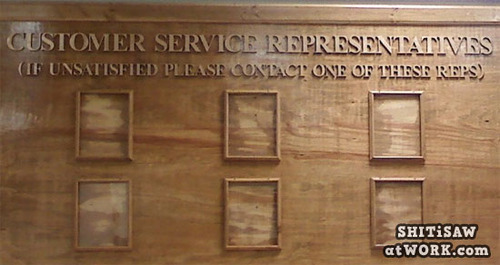 CUSTOMER SERVICE REPRESENTATIVES
(IF UNSATISFIED PLEASE CONTACT ONE OF THESE REPS)
SHITiSAW
atWORK.com